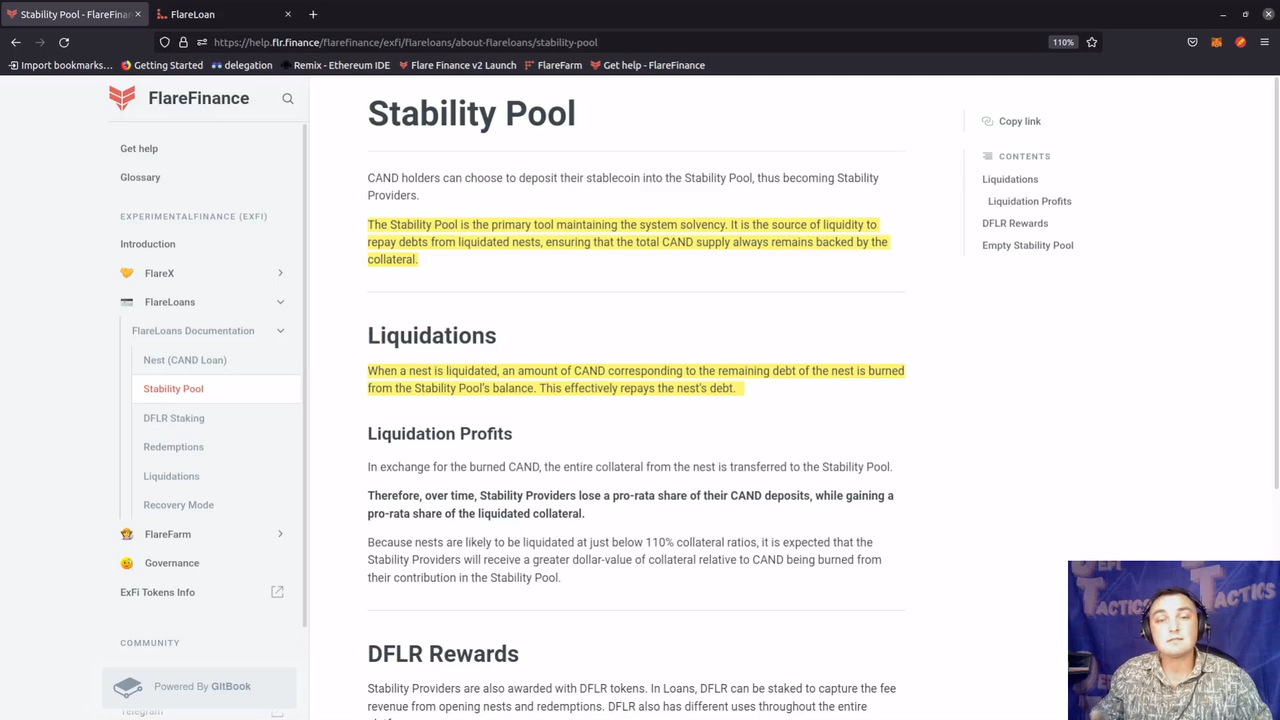 Stability Pool - FlareFinan
FlareLoan
https://help.flr.finance/flarefinance/exfi/flareloans/about-flareloans/stability-pool
110%
Import bookmarks...
Getting Started
delegation
Remix - Ethereum IDE
Flare Finance v2 Launch
FlareFarm
Get help - FlareFinance
FlareFinance
Get help
Glossary
EXPERIMENTALFINANCE (EXFI)
Introduction
FlareX
FlareLoans
FlareLoans Documentation
Nest (CAND Loan)
Stability Pool
DFLR Staking
Redemptions
Liquidations
Recovery Mode
FlareFarm
Governance
ExFi Tokens Info
COMMUNITY
Powered By GitBook
Telegram
Stability Pool
CAND holders can choose to deposit their stablecoin into the Stability Pool, thus becoming Stability
Providers.
The Stability Pool is the primary tool maintaining the system solvency. It is the source of liquidity to
repay debts from liquidated nests, ensuring that the total CAND supply always remains backed by the
collateral.
Liquidations
When a nest is liquidated, an amount of CAND corresponding to the remaining debt of the nest is burned
from the Stability Pool's balance. This effectively repays the nest's debt.
Liquidation Profits
In exchange for the burned CAND, the entire collateral from the nest is transferred to the Stability Pool.
Therefore, over time, Stability Providers lose a pro-rata share of their CAND deposits, while gaining a
pro-rata share of the liquidated collateral.
Because nests are likely to be liquidated at just below 110% collateral ratios, it is expected that the
Stability Providers will receive a greater dollar-value of collateral relative to CAND being burned from
their contribution in the Stability Pool.
DFLR Rewards
Stability Providers are also awarded with DFLR tokens. In Loans, DFLR can be staked to capture the fee
revenue from opening nests and redemptions. DFLR also has different uses throughout the entire
Copy link
CONTENTS
Liquidations
Liquidation Profits
DFLR Rewards
Empty Stability Pool
TACTICS